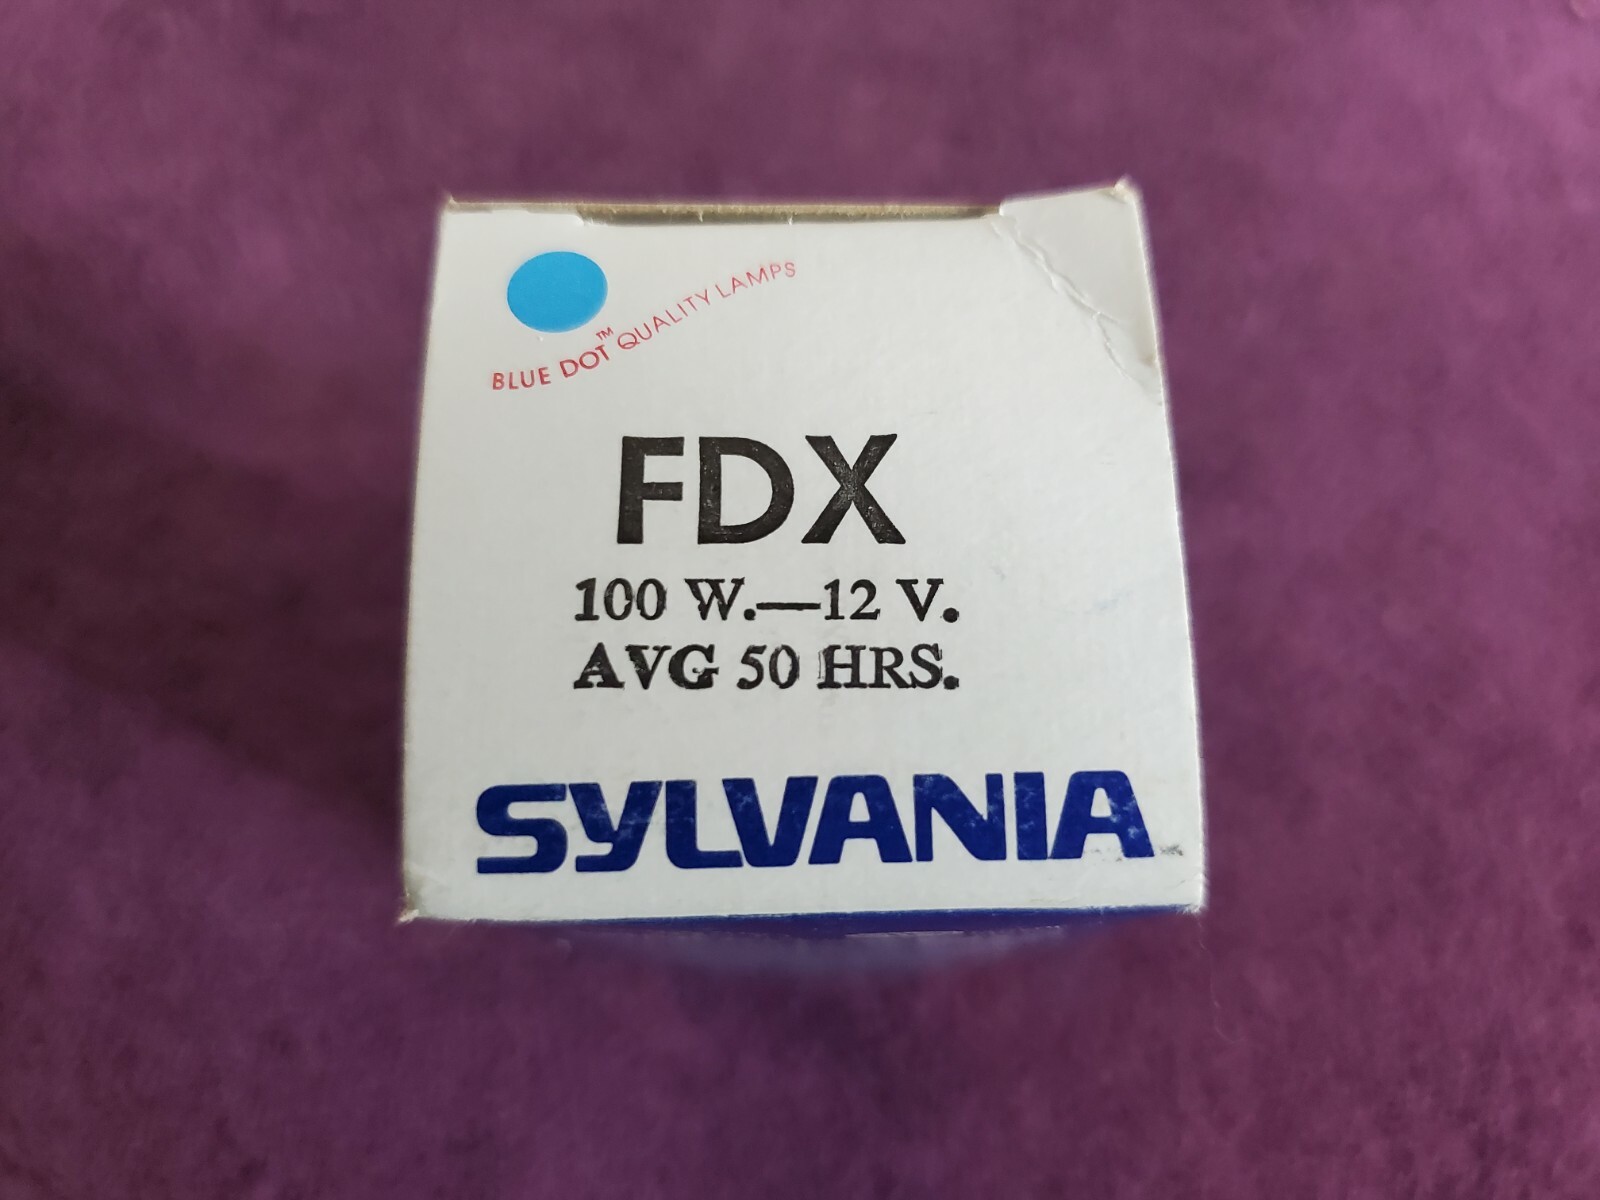 BLUE DOT™ QUALITY LAMPS
FDX
100 W.—12 V.
AVG 50 HRS.
SYLVANIA